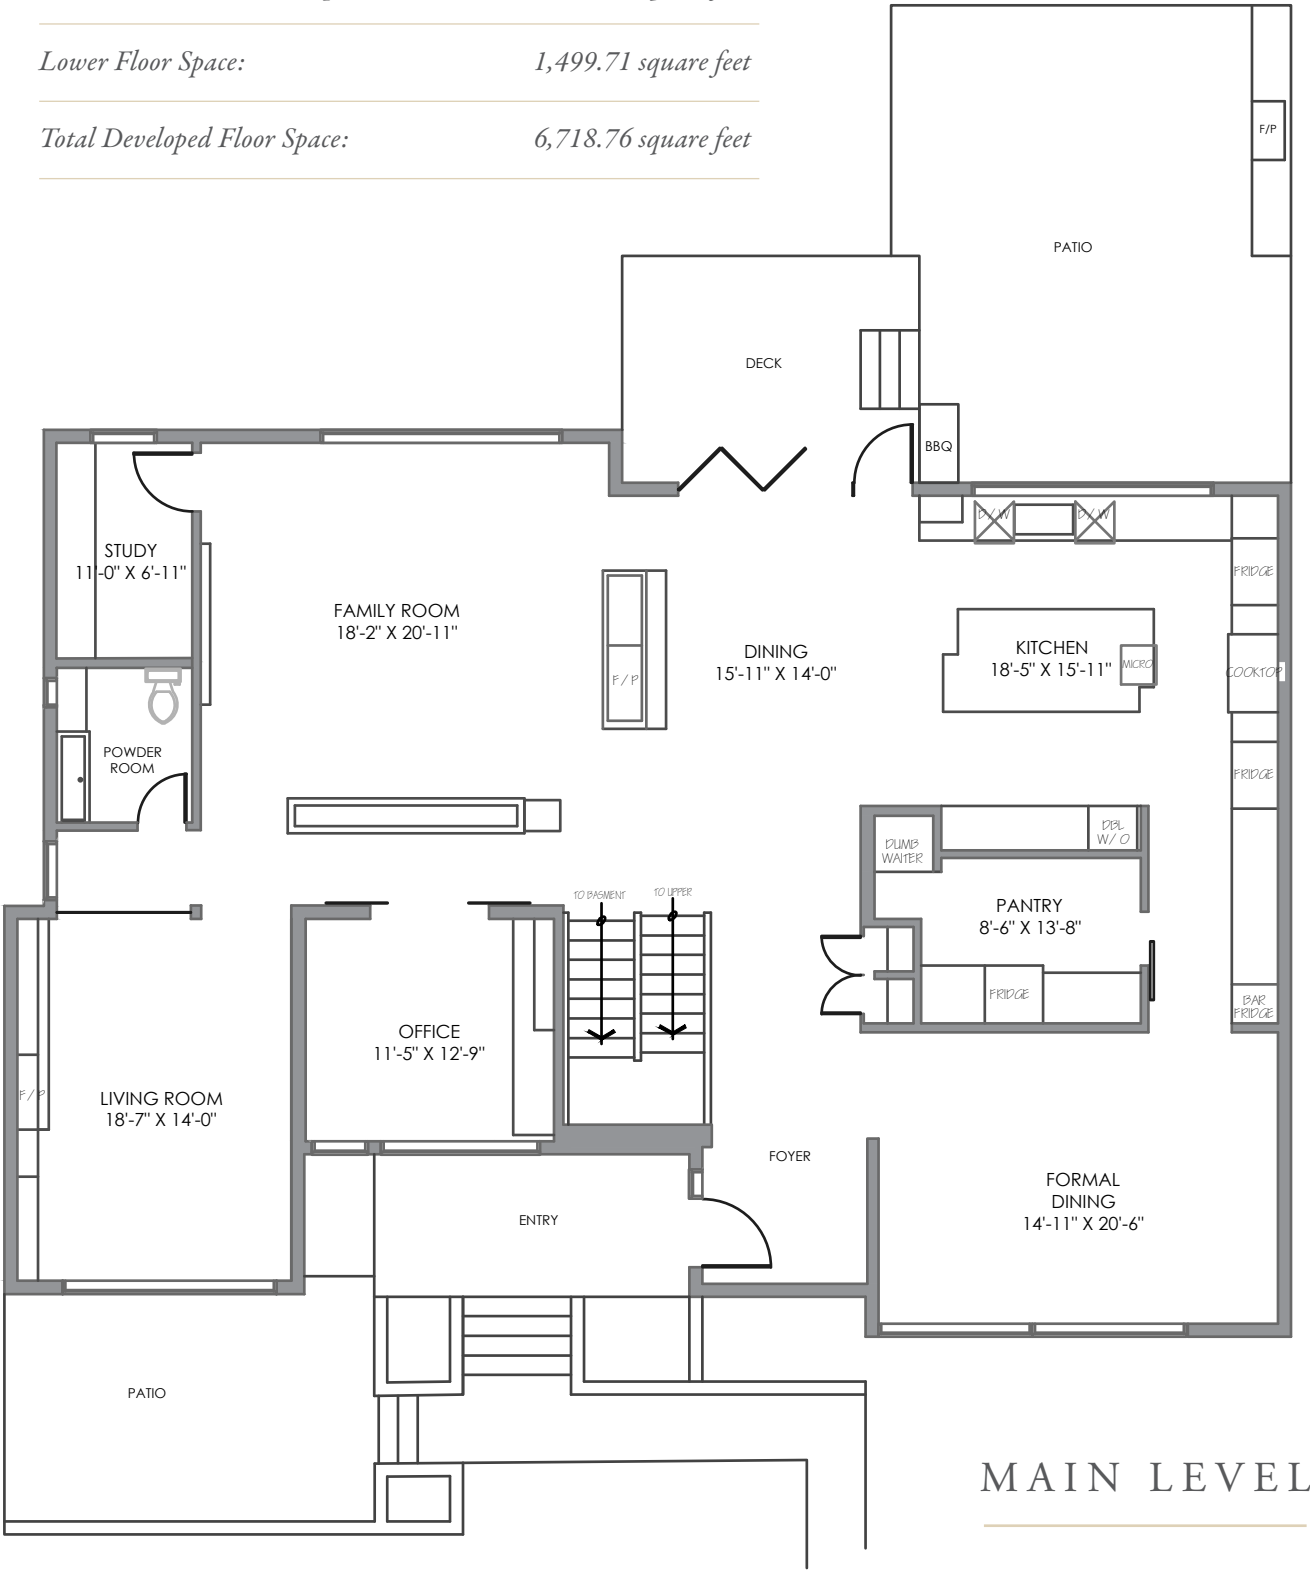 Lower Floor Space: 1,499.71 square feet
Total Developed Floor Space: 6,718.76 square feet
F/P
PATIO
DECK
BBQ
D/W
D/W
STUDY
11'-0" X 6'-11"
FRIDGE
FAMILY ROOM
18'-2" X 20'-11"
F/P
DINING
15'-11" X 14'-0"
KITCHEN
18'-5" X 15'-11"
MICRO
COOKTOP
POWDER
ROOM
FRIDGE
DUMB
WAITER
DBL
W/O
TO BASMENT
TO UPPER
PANTRY
8'-6" X 13'-8"
FRIDGE
BAR
FRIDGE
OFFICE
11'-5" X 12'-9"
F/P
LIVING ROOM
18'-7" X 14'-0"
FOYER
ENTRY
FORMAL
DINING
14'-11" X 20'-6"
PATIO
MAIN LEVEL